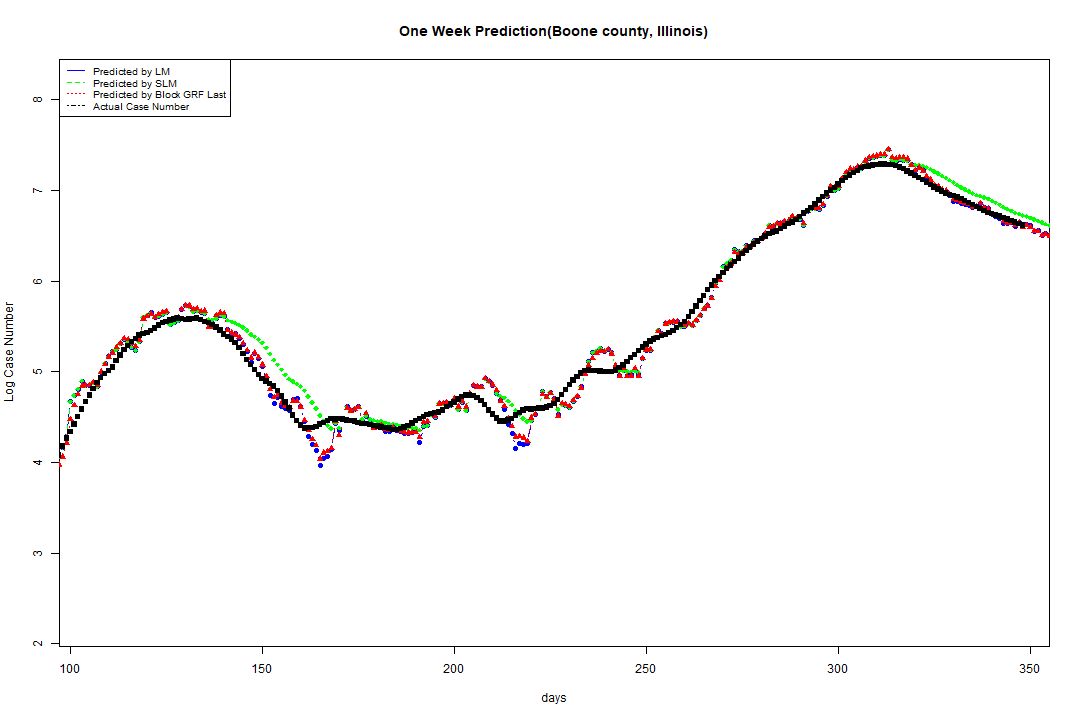 One Week Prediction(Boone county, Illinois)
Predicted by LM
Predicted by SLM
Predicted by Block GRF Last
Actual Case Number
8
7
6
5
4
3
2
Log Case Number
100 150 200 250 300 350
days